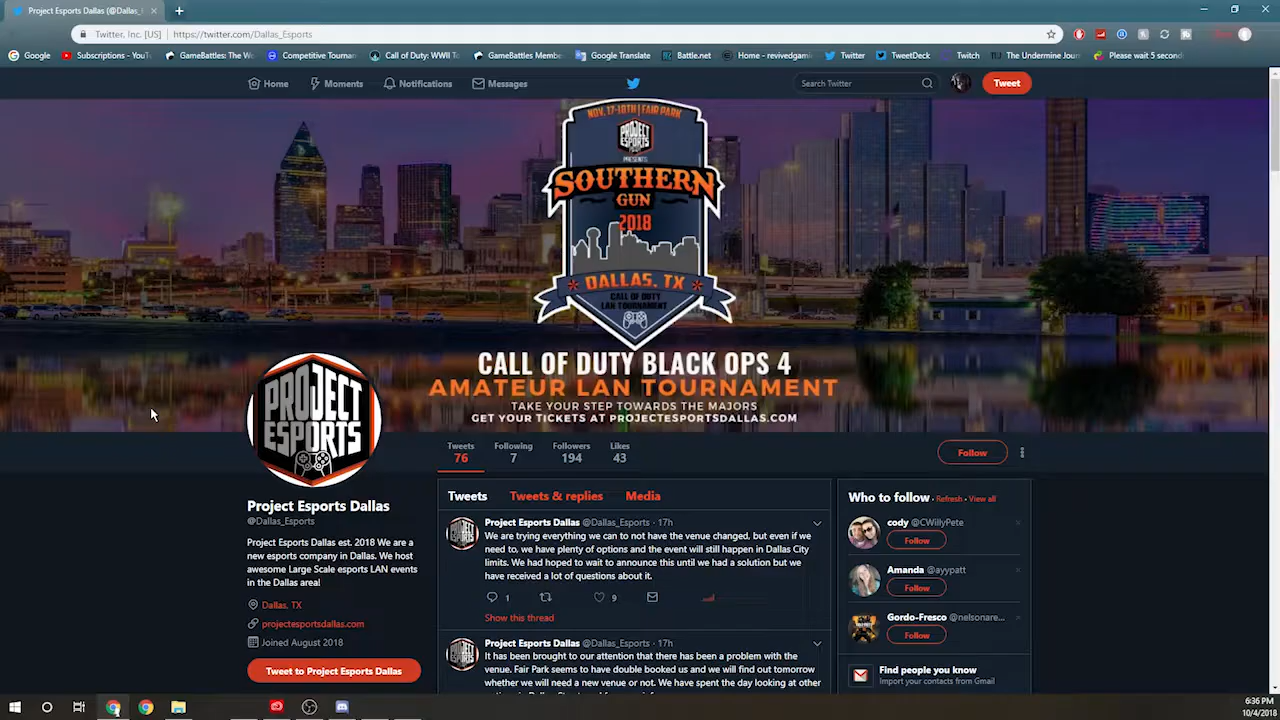 Project Esports Dallas (@Dallas_E
Twitter, Inc. [US]
https://twitter.com/Dallas_Esports
Google
Subscriptions - YouT
GameBattles: The Wo
Competitive Tournam
Call of Duty: WWII To
GameBattles Membe
Google Translate
Battle.net
Home - revivedgami
Twitter
TweetDeck
Twitch
The Undermine Jour
Please wait 5 second
Home
Moments
Notifications
Messages
Search Twitter
Tweet
NOV. 17-18TH | FAIR PARK
PROJECT
ESPORTS
PRESENTS
SOUTHERN
GUN
2018
DALLAS, TX
CALL OF DUTY
LAN TOURNAMENT
CALL OF DUTY BLACK OPS 4
AMATEUR LAN TOURNAMENT
TAKE YOUR STEP TOWARDS THE MAJORS
GET YOUR TICKETS AT PROJECTESPORTSDALLAS.COM
PROJECT
ESPORTS
Tweets
76
Following
7
Followers
194
Likes
43
Follow
Project Esports Dallas
@Dallas_Esports
Project Esports Dallas est. 2018 We are a
new esports company in Dallas. We host
awesome Large Scale esports LAN events
in the Dallas area!
Dallas, TX
projectesportsdallas.com
Joined August 2018
Tweet to Project Esports Dallas
Tweets
Tweets & replies
Media
Project Esports Dallas @Dallas_Esports · 17h
We are trying everything we can to not have the venue changed, but even if
need to, we have plenty of options and the event will still happen in Dallas City
limits. We had hoped to wait to announce this until we had a solution but we
have received a lot of questions about it.
1
9
Show this thread
Project Esports Dallas @Dallas_Esports · 17h
It has been brought to our attention that there has been a problem with the
venue. Fair Park seems to have double booked us and we will find out tomorrow
whether we will need a new venue or not. We have spent the day looking at other
Who to follow · Refresh · View all
cody @CWillyPete
Follow
Amanda @ayypatt
Follow
Gordo-Fresco @nelsonare...
Follow
Find people you know
Import your contacts from Gmail
6:36 PM
10/4/2018